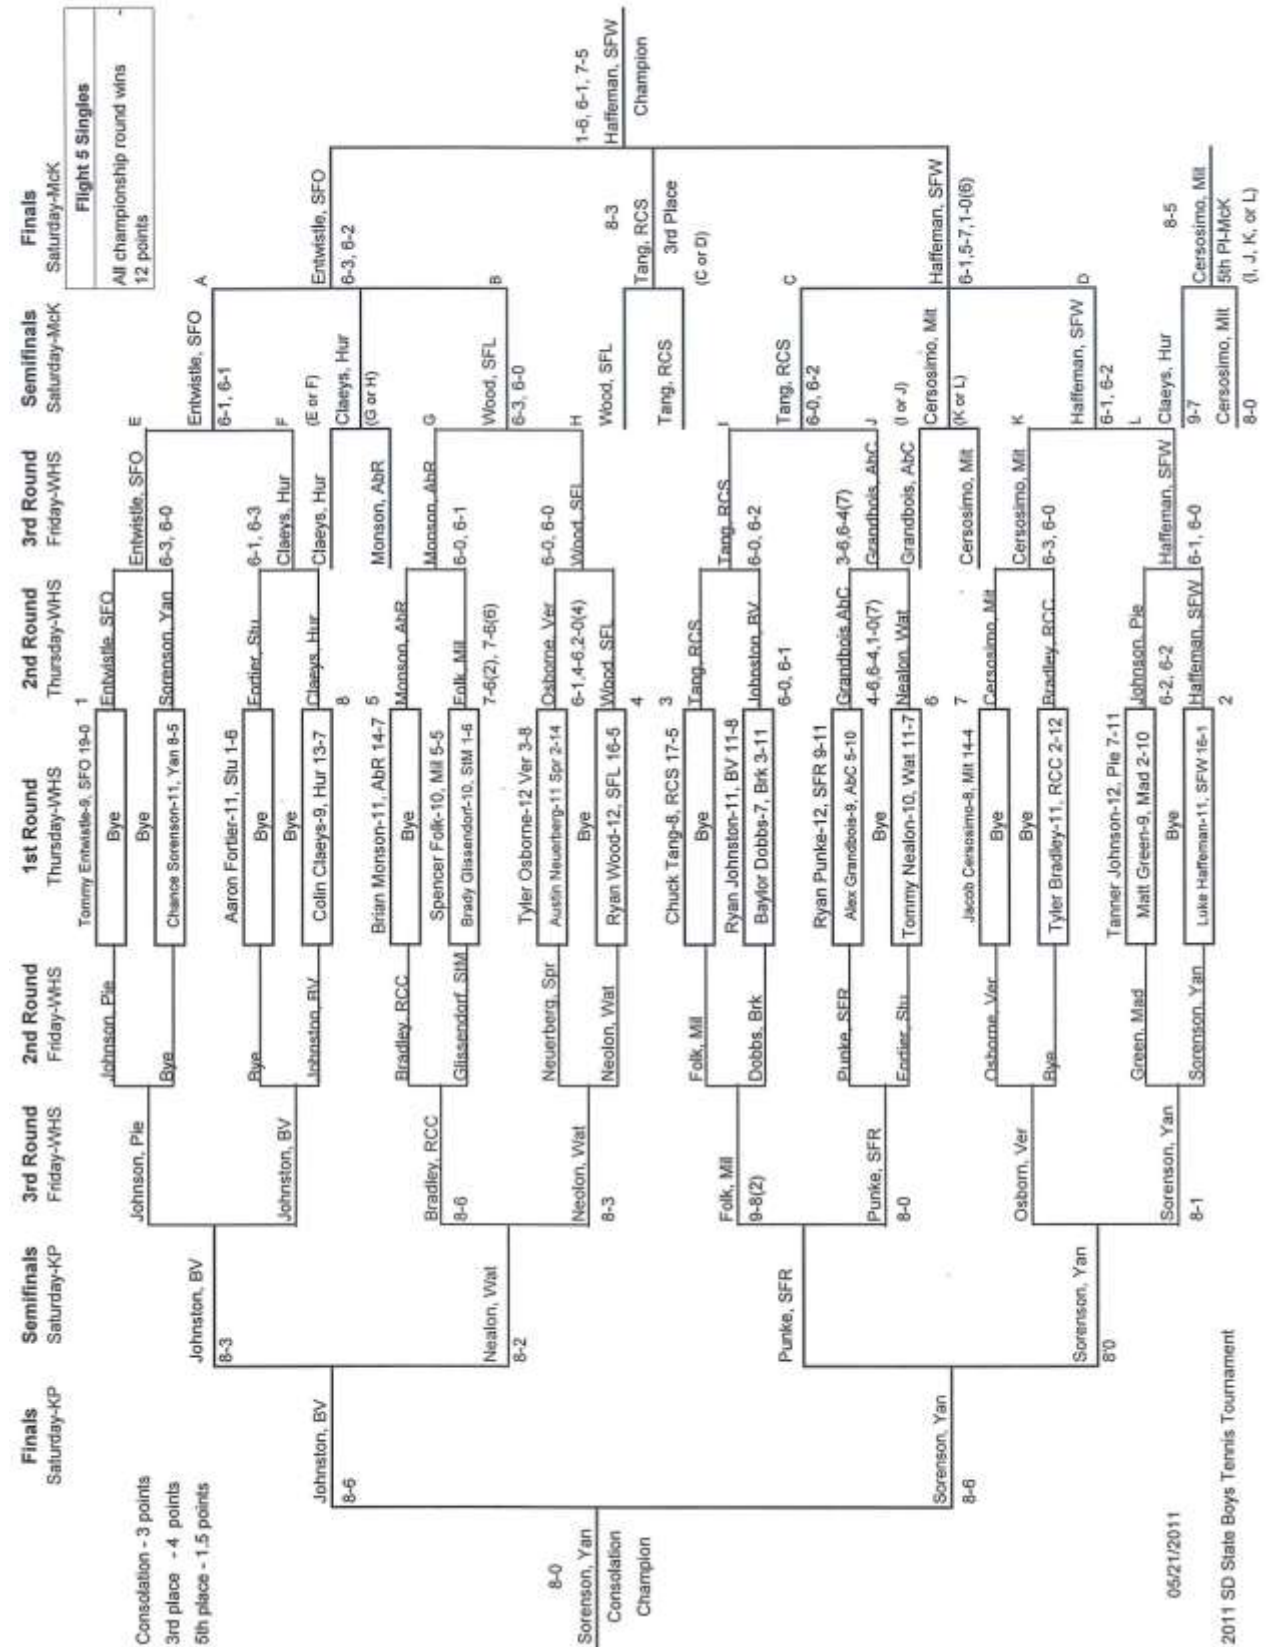 Finals
Saturday-KP
Semifinals
Saturday-KP
3rd Round
Friday-WHS
2nd Round
Friday-WHS
1st Round
Thursday-WHS
2nd Round
Thursday-WHS
3rd Round
Friday-WHS
Semifinals
Saturday-McK
Finals
Saturday-McK
Flight 5 Singles
All championship round wins
12 points
Consolation - 3 points
3rd place - 4 points
5th place - 1.5 points
Tommy Entwistle-9, SFO 19-0
1
Bye
Bye
Chance Sorenson-11, Yan 8-5
Aaron Fortier-11, Stu 1-6
Bye
Bye
Colin Claeys-9, Hur 13-7
8
Brian Monson-11, AbR 14-7
5
Bye
Spencer Folk-10, Mil 5-5
Brady Glissendorf-10, StM 1-6
Tyler Osborne-12 Ver 3-8
Austin Neuerberg-11 Spr 2-14
Bye
Ryan Wood-12, SFL 16-5
4
Chuck Tang-8, RCS 17-5
3
Bye
Ryan Johnston-11, BV 11-8
Baylor Dobbs-7, Brk 3-11
Ryan Punke-12, SFR 9-11
Alex Grandbois-9, AbC 5-10
Bye
Tommy Nealon-10, Wat 11-7
6
Jacob Cersosimo-8, Mit 14-4
7
Bye
Bye
Tyler Bradley-11, RCC 2-12
Tanner Johnson-12, Pie 7-11
Matt Green-9, Mad 2-10
Bye
Luke Haffeman-11, SFW 16-1
2
Entwistle, SFO
Sorenson, Yan
Fortier, Stu
Claeys, Hur
Monson, AbR
Folk, Mil
7-6(2), 7-6(6)
Osborne, Ver
6-1,4-6,2-0(4)
Wood, SFL
Tang, RCS
Johnston, BV
6-0, 6-1
Grandbois, AbC
4-6,6-4,1-0(7)
Nealon, Wat
Cersosimo, Mit
Bradley, RCC
Johnson, Pie
6-2, 6-2
Haffeman, SFW
Entwistle, SFO
E
6-3, 6-0
6-1, 6-3
F
Claeys, Hur
Claeys, Hur
(E or F)
Claeys, Hur
(G or H)
Monson, AbR
Monson, AbR
G
6-0, 6-1
6-0, 6-0
H
Wood, SFL
Tang, RCS
I
6-0, 6-2
3-6,6-4(7)
J
Grandbois, AbC
Grandbois, AbC
(I or J)
Cersosimo, Mit
(K or L)
Cersosimo, Mit
Cersosimo, Mit
K
6-3, 6-0
L
Haffeman, SFW
6-1, 6-0
Entwistle, SFO
A
6-1, 6-1
Wood, SFL
B
6-3, 6-0
Wood, SFL
Tang, RCS
Tang, RCS
C
6-0, 6-2
Haffeman, SFW
D
6-1, 6-2
Claeys, Hur
9-7
Cersosimo, Mit
8-0
Entwistle, SFO
6-3, 6-2
8-3
Tang, RCS
3rd Place
(C or D)
Haffeman, SFW
6-1,5-7,1-0(6)
8-5
Cersosimo, Mit
5th Pl-McK
(I, J, K, or L)
1-6, 6-1, 7-5
Haffeman, SFW
Champion
Johnson, Pie
Bye
Bye
Johnston, BV
Bradley, RCC
Glissendorf, StM
Neuerberg, Spr
Neolon, Wat
Folk, Mil
Dobbs, Brk
Punke, SFR
Fortier, Stu
Osborne, Ver
Bye
Green, Mad
Sorenson, Yan
Johnson, Pie
Johnston, BV
Bradley, RCC
8-6
Neolon, Wat
8-3
Folk, Mil
9-8(2)
Punke, SFR
8-0
Osborn, Ver
Sorenson, Yan
8-1
Johnston, BV
8-3
Nealon, Wat
8-2
Punke, SFR
Sorenson, Yan
8'0
Johnston, BV
8-6
Sorenson, Yan
8-6
8-0
Sorenson, Yan
Consolation
Champion
05/21/2011
2011 SD State Boys Tennis Tournament